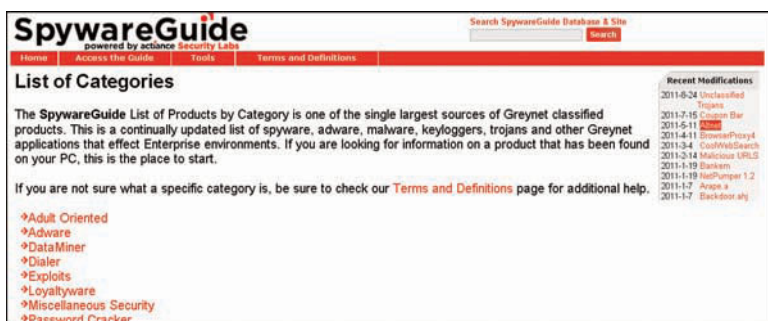 SpywareGuide
powered by actiance Security Labs
Search SpywareGuide Database & Site
Search
Home Access the Guide Tools Terms and Definitions
List of Categories
The SpywareGuide List of Products by Category is one of the single largest sources of Greynet classified
products. This is a continually updated list of spyware, adware, malware, keyloggers, trojans and other Greynet
applications that effect Enterprise environments. If you are looking for information on a product that has been found
on your PC, this is the place to start.
If you are not sure what a specific category is, be sure to check our Terms and Definitions page for additional help.
Adult Oriented
Adware
DataMiner
Dialer
Exploits
Loyaltyware
Miscellaneous Security
Password Cracker
Recent Modifications
2011-8-24 Unclassified
Trojans
2011-7-15 Coupon Bar
2011-5-11
2011-4-11 BrowserProxy4
2011-3-4 CoolWebSearch
2011-2-14 Malicious URLS
2011-1-19 Bankem
2011-1-19 NetPumper 1.2
2011-1-7 Arape.a
2011-1-7 Backdoor.ahj